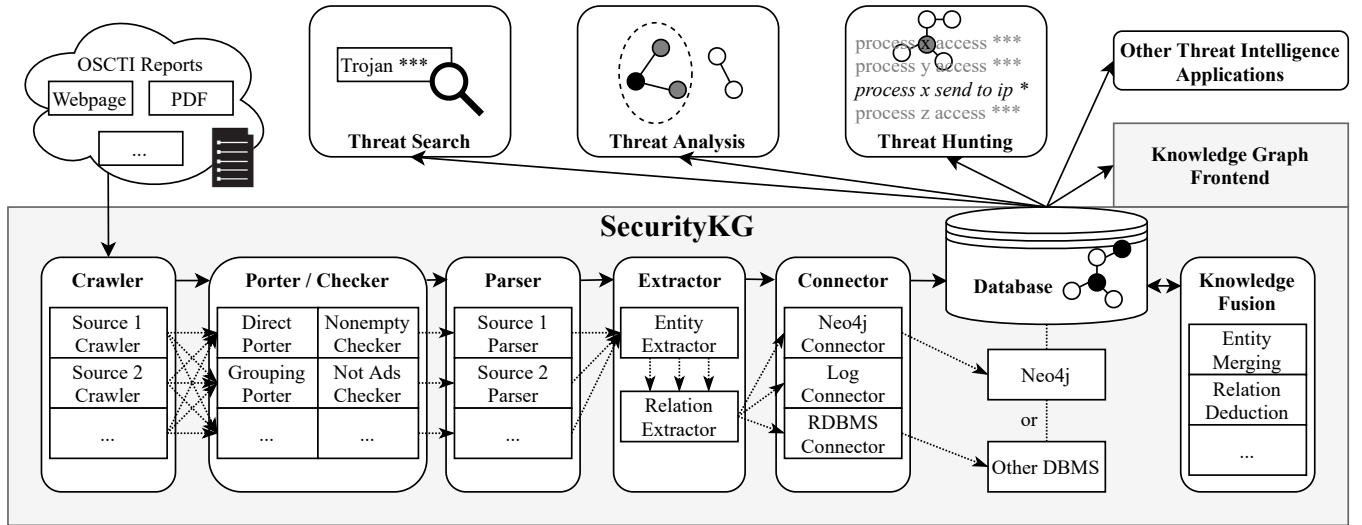 OSCTI Reports
Webpage
PDF
...
Trojan ***
Threat Search
Threat Analysis
process x access ***
process y access ***
process x send to ip *
process z access ***
Threat Hunting
Other Threat Intelligence
Applications
Knowledge Graph
Frontend
SecurityKG
Crawler
Source 1
Crawler
Source 2
Crawler
...
Porter / Checker
Direct
Porter
Nonempty
Checker
Grouping
Porter
Not Ads
Checker
...
...
Parser
Source 1
Parser
Source 2
Parser
...
Extractor
Entity
Extractor
Relation
Extractor
Connector
Neo4j
Connector
Log
Connector
RDBMS
Connector
Database
Neo4j
or
Other DBMS
Knowledge
Fusion
Entity
Merging
Relation
Deduction
...